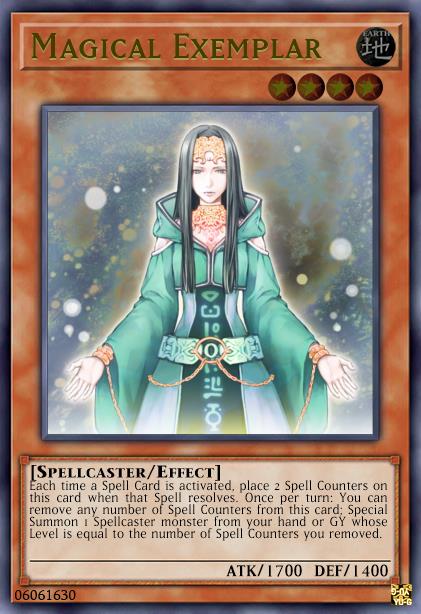 Magical Exemplar
EARTH
地
[Spellcaster/Effect]
Each time a Spell Card is activated, place 2 Spell Counters on
this card when that Spell resolves. Once per turn: You can
remove any number of Spell Counters from this card; Special
Summon 1 Spellcaster monster from your hand or GY whose
Level is equal to the number of Spell Counters you removed.
ATK/1700 DEF/1400
06061630